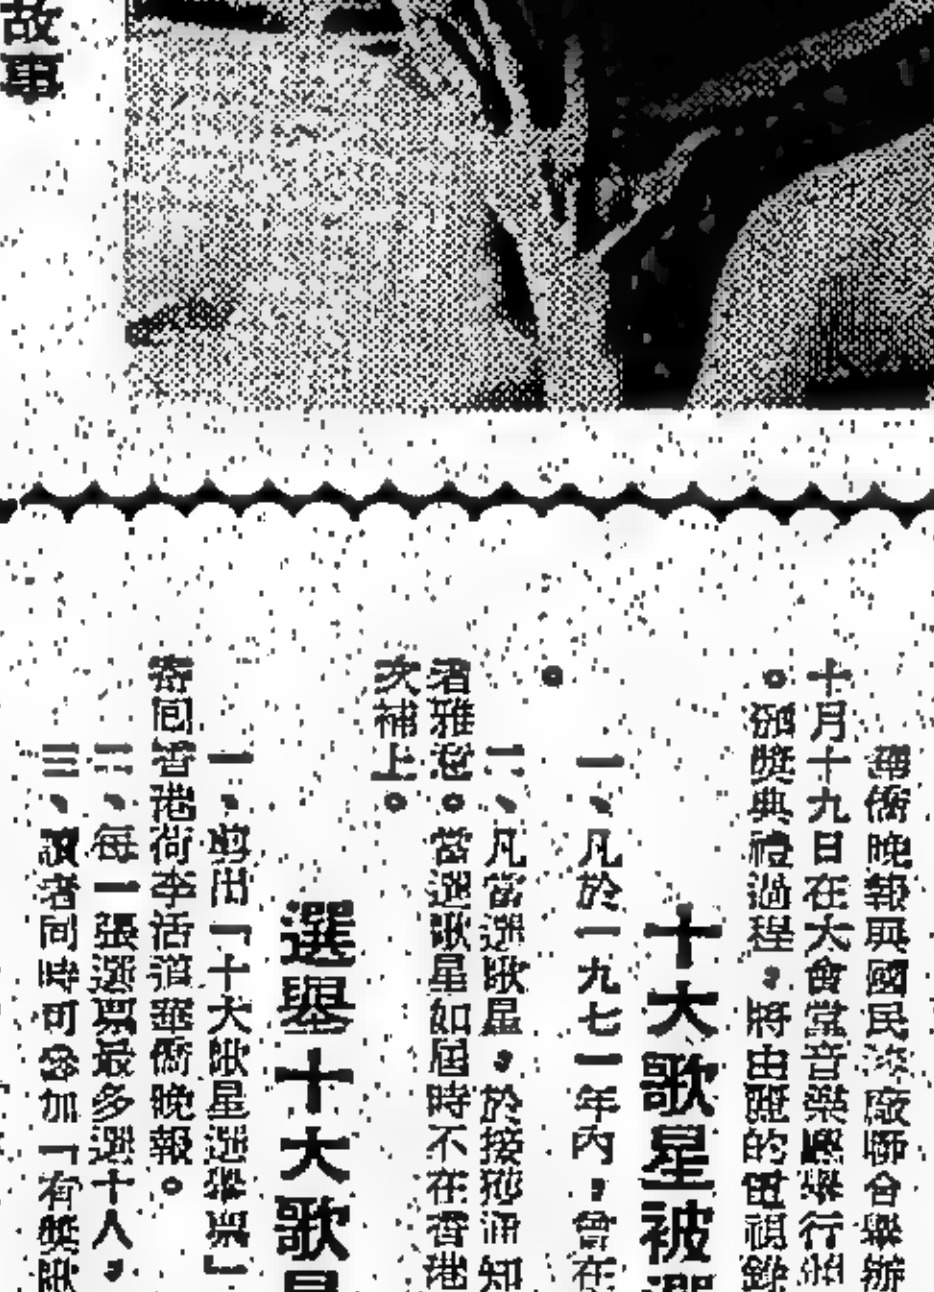 故事
華僑晚報與國民漆廠聯合舉辦
十月十九日在大會堂音樂廳舉行的
。頒獎典禮過程，將由麗的電視錄
十大歌星被選
一、凡於一九七一年內，曾在
。
二、凡當選歌星，於接獲通知
者雅意。當選歌星如屆時不在香港
次補上。
選舉十大歌星
一、剪出「十大歌星選舉票」
寄回香港荷李活道華僑晚報。
二、每一張選票最多選十人，
三、讀者同時可參加「有獎歌